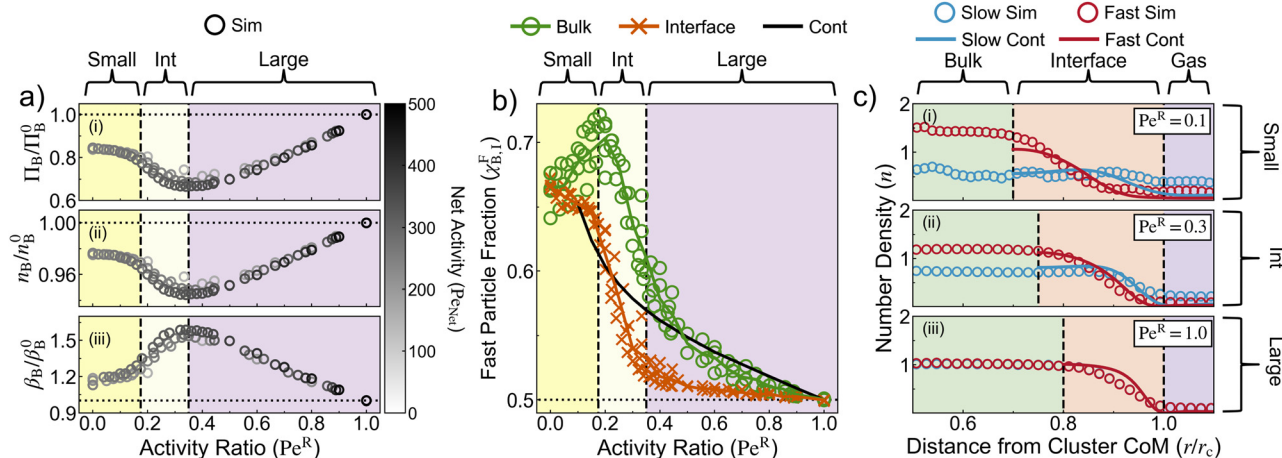 Sim
Small Int Large
a)
(i)
1.0
0.8
0.6
Π_B/Π_B^0
(ii)
1.00
0.96
n_B/n_B^0
(iii)
1.5
1.2
0.9
β_B/β_B^0
0.0 0.2 0.4 0.6 0.8 1.0
Activity Ratio (Pe^R)
500
400
300
200
100
0
Net Activity (Pe_Net)
Bulk Interface Cont
Small Int Large
b)
0.7
0.6
0.5
Fast Particle Fraction (χ_B,1^F)
0.0 0.2 0.4 0.6 0.8 1.0
Activity Ratio (Pe^R)
Slow Sim Fast Sim
Slow Cont Fast Cont
Bulk Interface Gas
c)
2
(i) Pe^R = 0.1
1
Small
0
2
(ii) Pe^R = 0.3
1
Int
0
2
(iii) Pe^R = 1.0
1
Large
0
Number Density (n)
0.6 0.8 1.0
Distance from Cluster CoM (r/r_c)